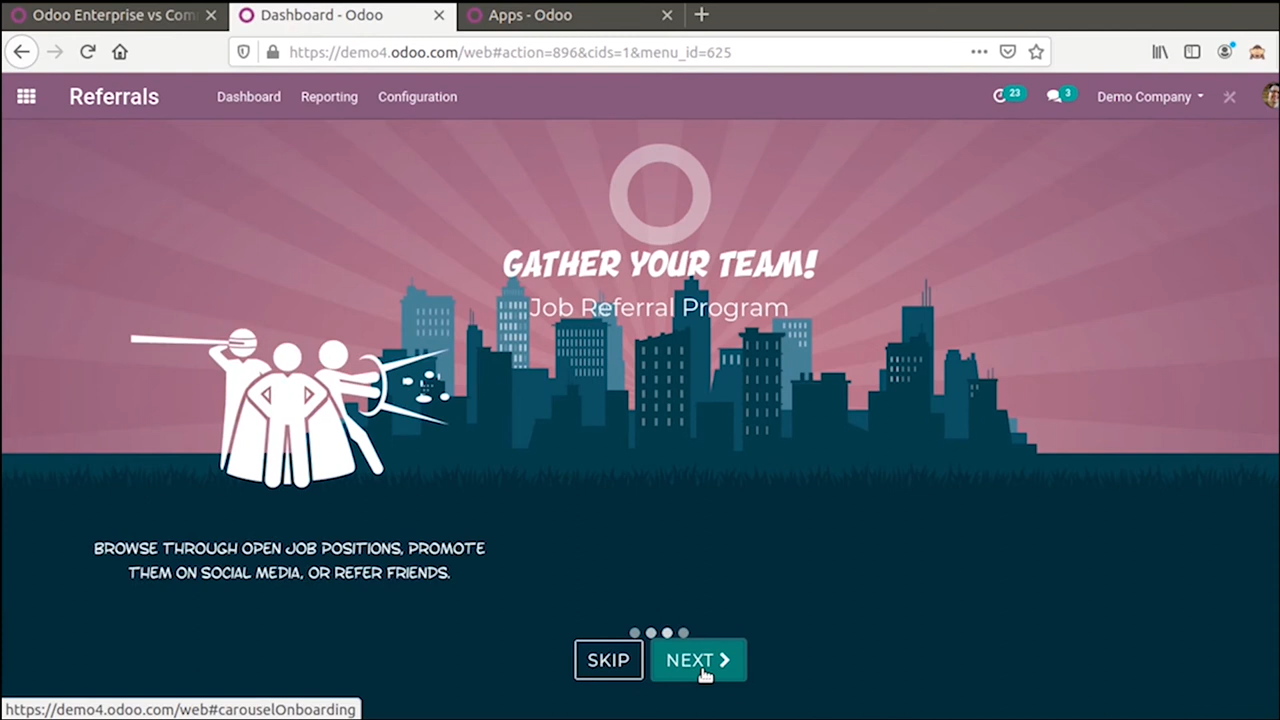 Odoo Enterprise vs Com
Dashboard - Odoo
Apps - Odoo
https://demo4.odoo.com/web#action=896&cids=1&menu_id=625
Referrals
Dashboard
Reporting
Configuration
23
3
Demo Company
GATHER YOUR TEAM!
Job Referral Program
BROWSE THROUGH OPEN JOB POSITIONS, PROMOTE
THEM ON SOCIAL MEDIA, OR REFER FRIENDS.
SKIP
NEXT
https://demo4.odoo.com/web#carouselOnboarding